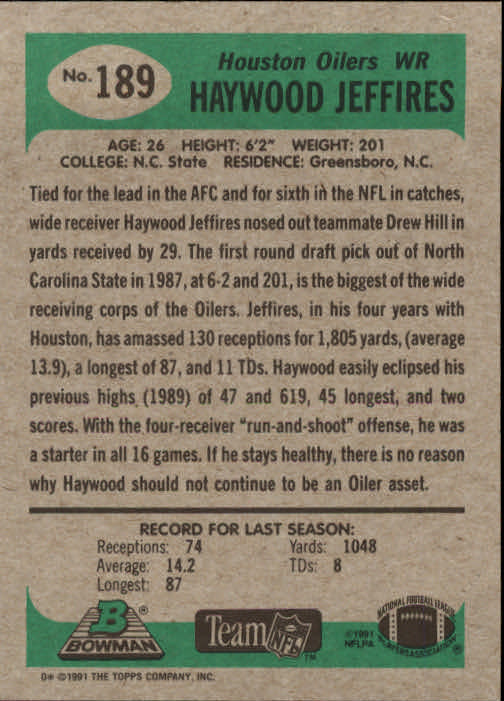 Houston Oilers WR
No. 189
HAYWOOD JEFFIRES
AGE: 26 HEIGHT: 6'2" WEIGHT: 201
COLLEGE: N.C. State RESIDENCE: Greensboro, N.C.
Tied for the lead in the AFC and for sixth in the NFL in catches,
wide receiver Haywood Jeffires nosed out teammate Drew Hill in
yards received by 29. The first round draft pick out of North
Carolina State in 1987, at 6-2 and 201, is the biggest of the wide
receiving corps of the Oilers. Jeffires, in his four years with
Houston, has amassed 130 receptions for 1,805 yards, (average
13.9), a longest of 87, and 11 TDs. Haywood easily eclipsed his
previous highs (1989) of 47 and 619, 45 longest, and two
scores. With the four-receiver "run-and-shoot" offense, he was
a starter in all 16 games. If he stays healthy, there is no reason
why Haywood should not continue to be an Oiler asset.
RECORD FOR LAST SEASON:
Receptions: 74 Yards: 1048
Average: 14.2 TDs: 8
Longest: 87
B ®
BOWMAN
Team NFL ™
©1991
NFLPA
NATIONAL FOOTBALL LEAGUE
PLAYERS ASSOCIATION
0* ©1991 THE TOPPS COMPANY, INC.